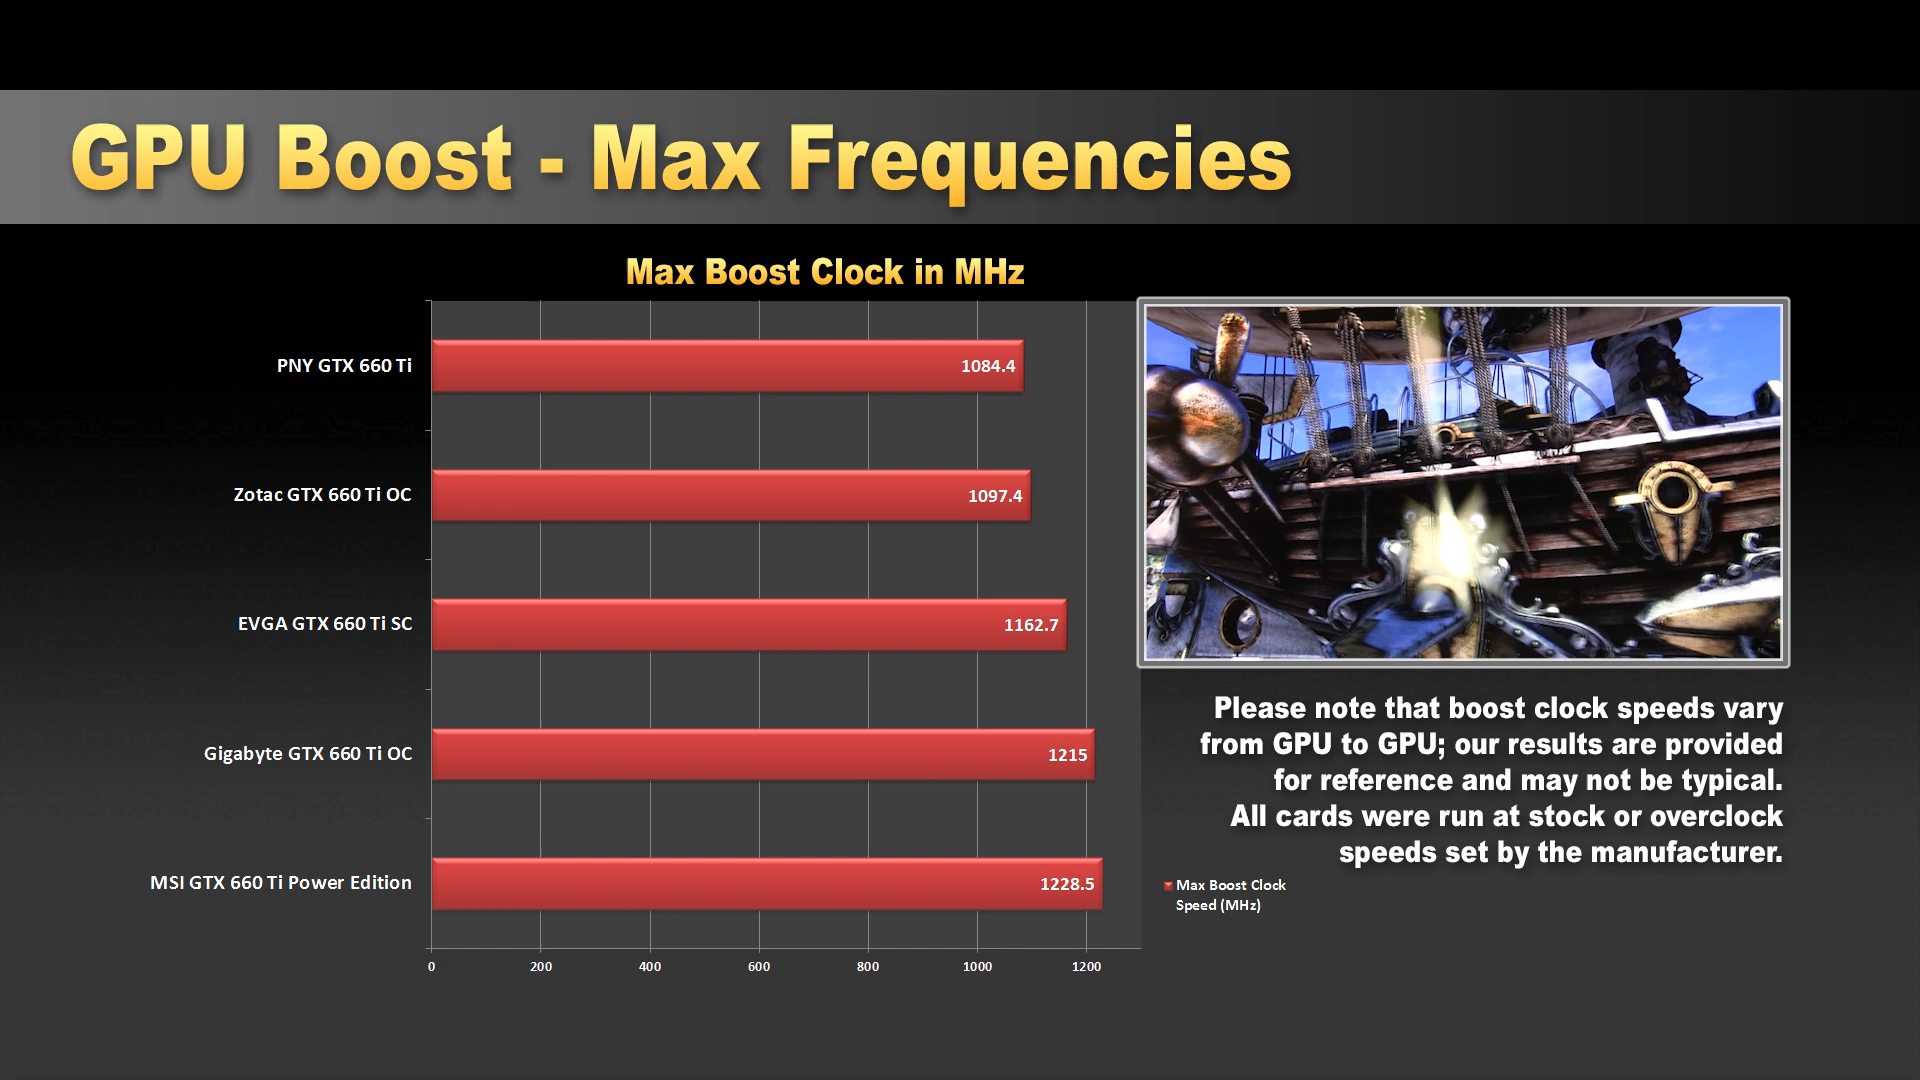 GPU Boost - Max Frequencies
Max Boost Clock in MHz
PNY GTX 660 Ti
1084.4
Zotac GTX 660 Ti OC
1097.4
EVGA GTX 660 Ti SC
1162.7
Gigabyte GTX 660 Ti OC
1215
MSI GTX 660 Ti Power Edition
1228.5
0 200 400 600 800 1000 1200
Please note that boost clock speeds vary
from GPU to GPU; our results are provided
for reference and may not be typical.
All cards were run at stock or overclock
speeds set by the manufacturer.
Max Boost Clock
Speed (MHz)